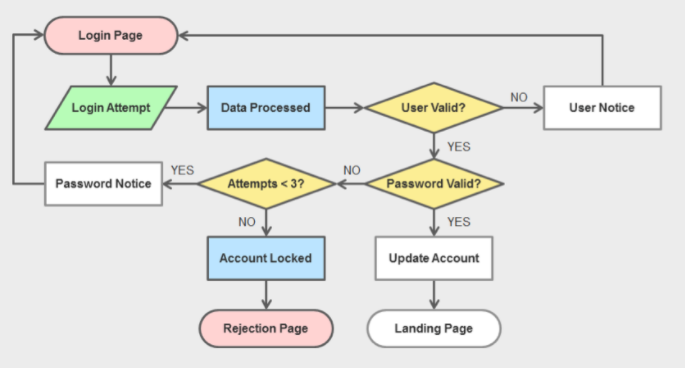 Login Page
Login Attempt
Data Processed
User Valid?
NO
User Notice
YES
Password Notice
YES
Attempts < 3?
NO
Password Valid?
NO
YES
Account Locked
Update Account
Rejection Page
Landing Page